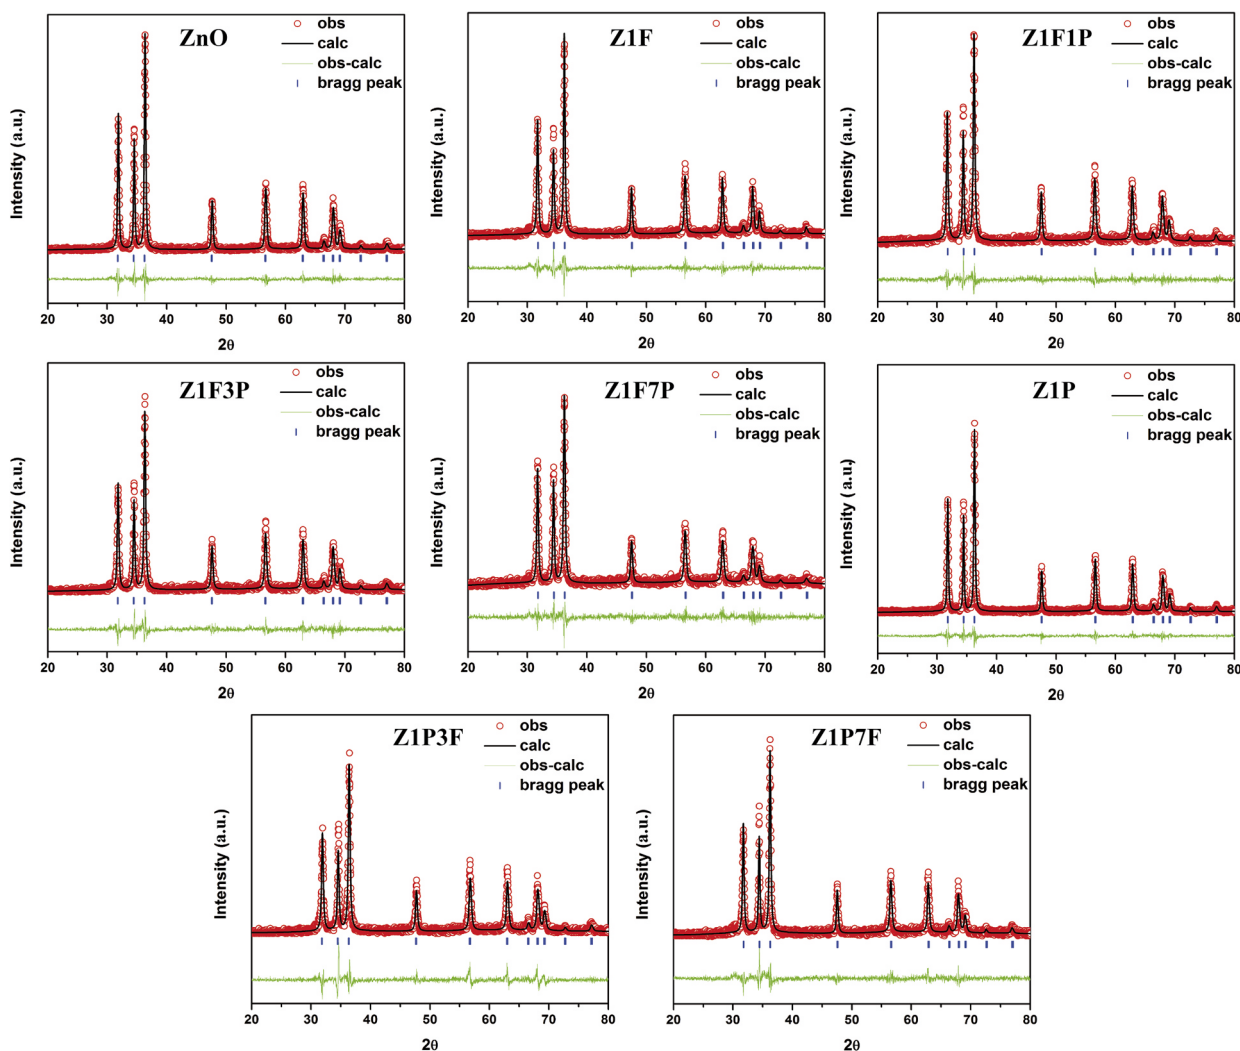 ZnO
obs
calc
obs-calc
bragg peak
Intensity (a.u.)
20 30 40 50 60 70 80
2θ
Z1F
obs
calc
obs-calc
bragg peak
Intensity (a.u.)
20 30 40 50 60 70 80
2θ
Z1F1P
obs
calc
obs-calc
bragg peak
Intensity (a.u.)
20 30 40 50 60 70 80
2θ
Z1F3P
obs
calc
obs-calc
bragg peak
Intensity (a.u.)
20 30 40 50 60 70 80
2θ
Z1F7P
obs
calc
obs-calc
bragg peak
Intensity (a.u.)
20 30 40 50 60 70 80
2θ
Z1P
obs
calc
obs-calc
bragg peak
Intensity (a.u.)
20 30 40 50 60 70 80
2θ
Z1P3F
obs
calc
obs-calc
bragg peak
Intensity (a.u.)
20 30 40 50 60 70 80
2θ
Z1P7F
obs
calc
obs-calc
bragg peak
Intensity (a.u.)
20 30 40 50 60 70 80
2θ